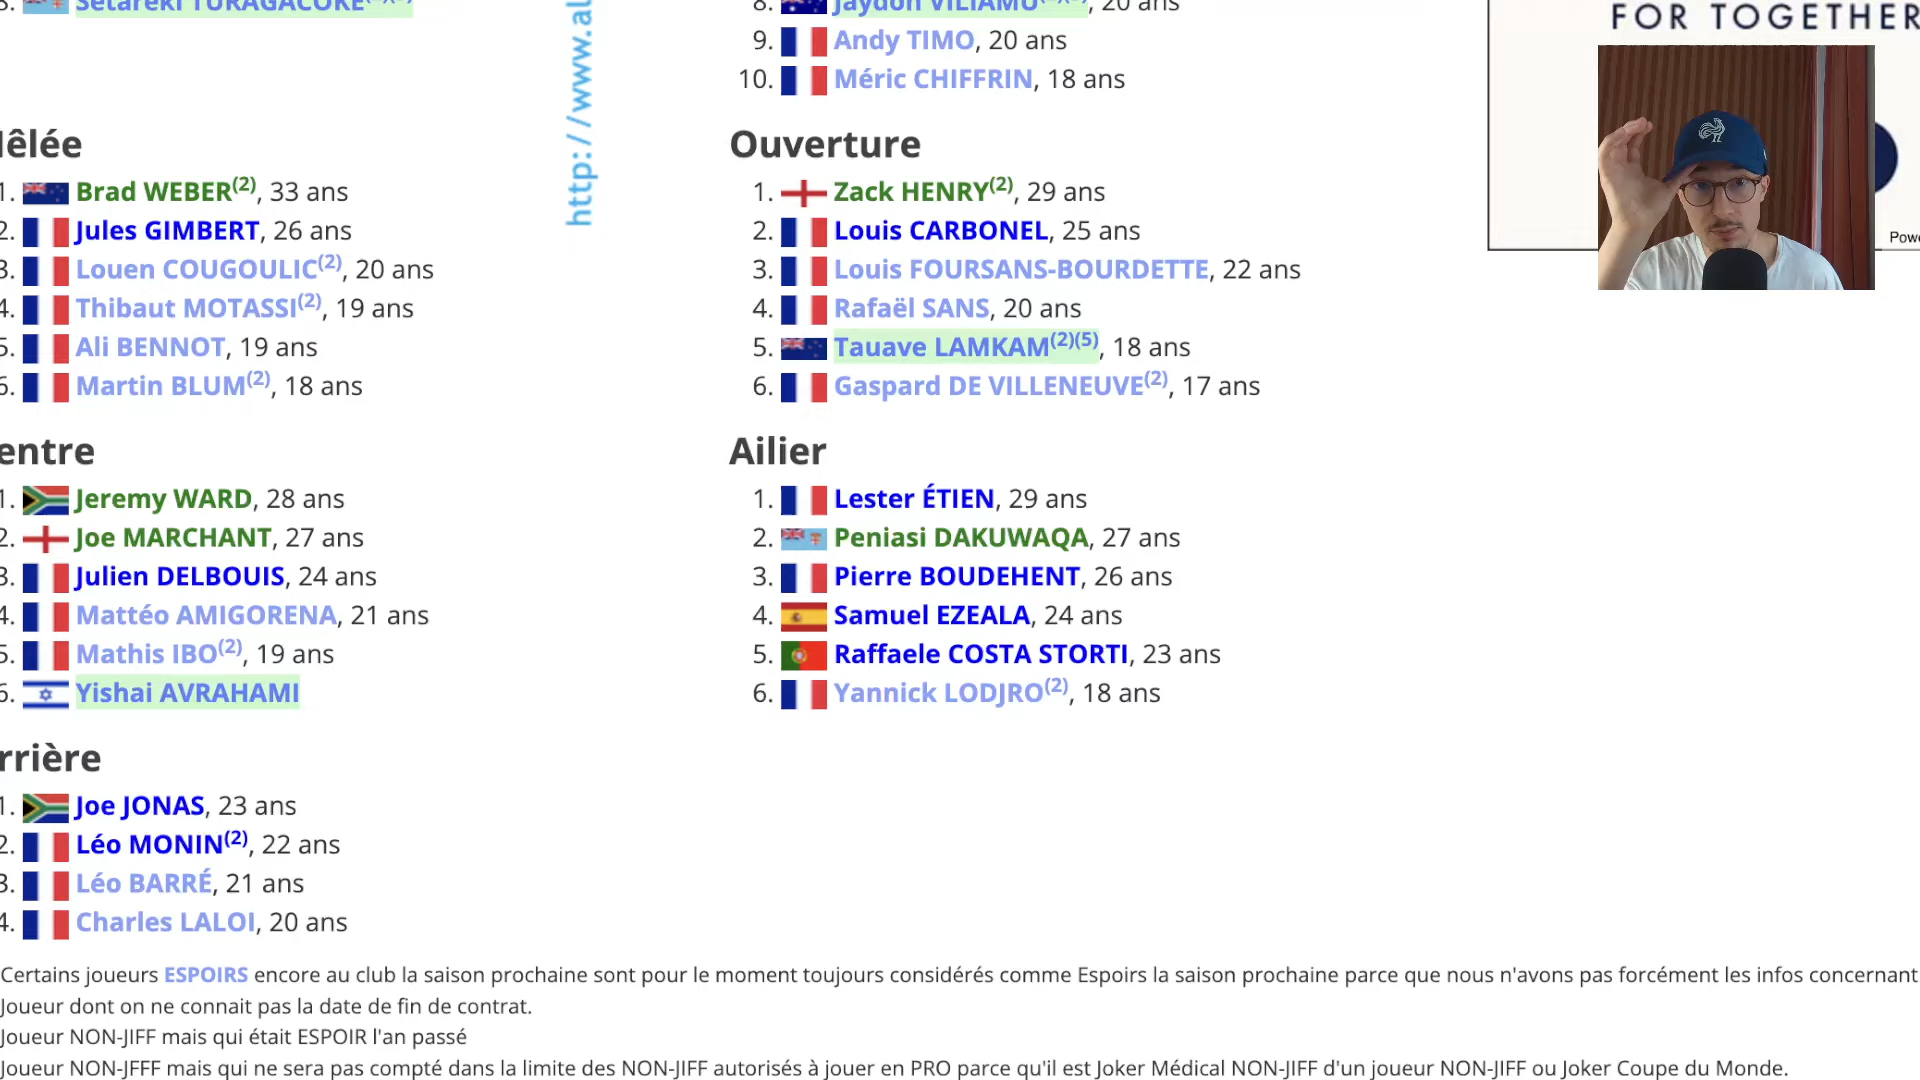 8. Setareki TURAGACOKE
8. Jaydon VILIAMU, 20 ans
9. Andy TIMO, 20 ans
10. Méric CHIFFRIN, 18 ans
http://www.al
FOR TOGETHER
Powe
êlée
1. Brad WEBER(2), 33 ans
2. Jules GIMBERT, 26 ans
3. Louen COUGOULIC(2), 20 ans
4. Thibaut MOTASSI(2), 19 ans
5. Ali BENNOT, 19 ans
6. Martin BLUM(2), 18 ans
Ouverture
1. Zack HENRY(2), 29 ans
2. Louis CARBONEL, 25 ans
3. Louis FOURSANS-BOURDETTE, 22 ans
4. Rafaël SANS, 20 ans
5. Tauave LAMKAM(2)(5), 18 ans
6. Gaspard DE VILLENEUVE(2), 17 ans
entre
1. Jeremy WARD, 28 ans
2. Joe MARCHANT, 27 ans
3. Julien DELBOUIS, 24 ans
4. Mattéo AMIGORENA, 21 ans
5. Mathis IBO(2), 19 ans
6. Yishai AVRAHAMI
Ailier
1. Lester ÉTIEN, 29 ans
2. Peniasi DAKUWAQA, 27 ans
3. Pierre BOUDEHENT, 26 ans
4. Samuel EZEALA, 24 ans
5. Raffaele COSTA STORTI, 23 ans
6. Yannick LODJRO(2), 18 ans
rrière
1. Joe JONAS, 23 ans
2. Léo MONIN(2), 22 ans
3. Léo BARRÉ, 21 ans
4. Charles LALOI, 20 ans
Certains joueurs ESPOIRS encore au club la saison prochaine sont pour le moment toujours considérés comme Espoirs la saison prochaine parce que nous n'avons pas forcément les infos concernant
Joueur dont on ne connait pas la date de fin de contrat.
Joueur NON-JIFF mais qui était ESPOIR l'an passé
Joueur NON-JFFF mais qui ne sera pas compté dans la limite des NON-JIFF autorisés à jouer en PRO parce qu'il est Joker Médical NON-JIFF d'un joueur NON-JIFF ou Joker Coupe du Monde.